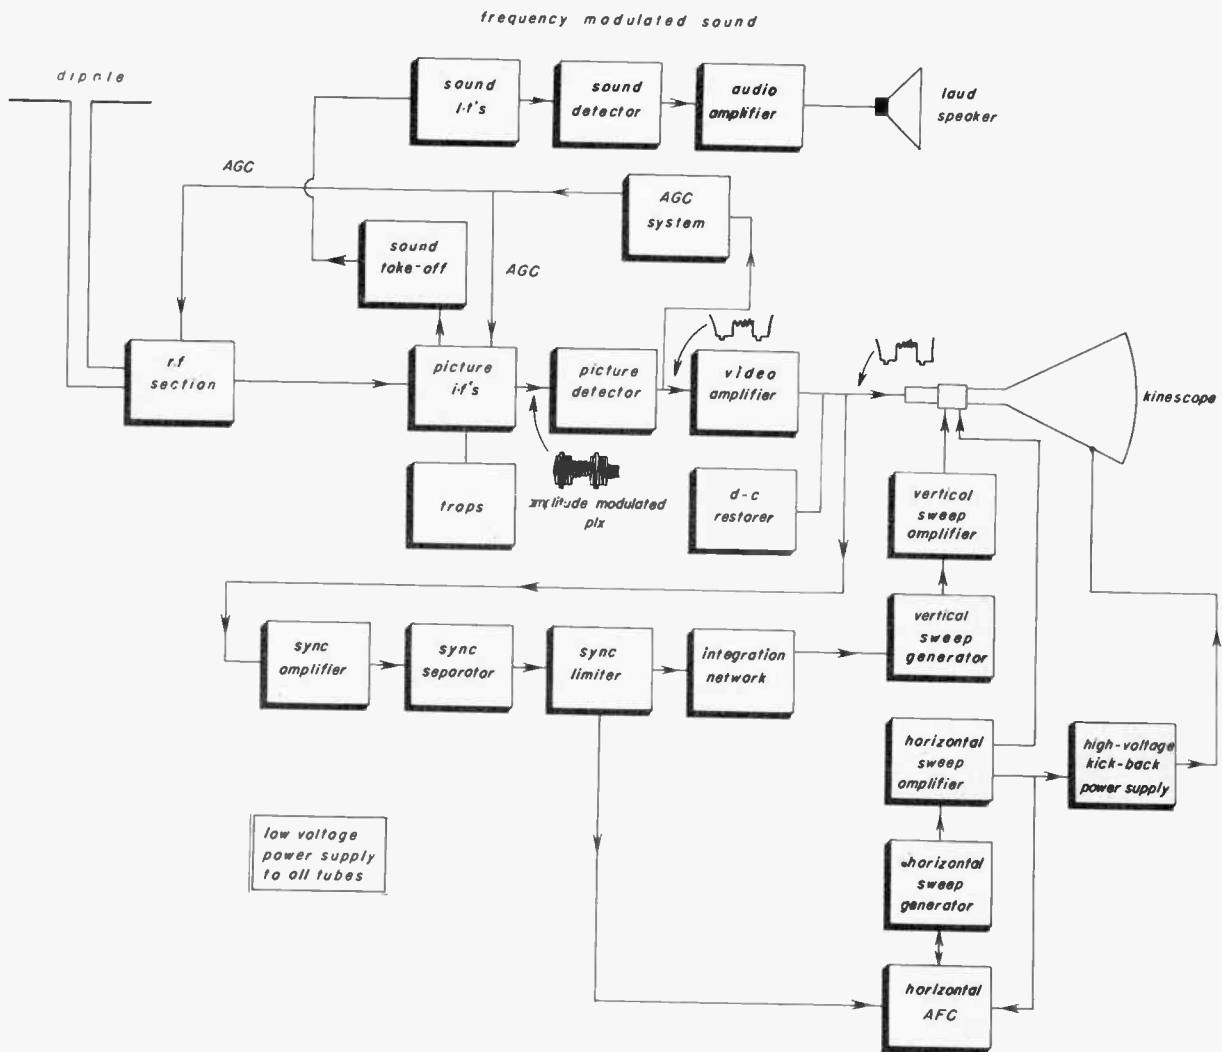 frequency modulated sound
dipole
sound
i-f's
sound
detector
audio
amplifier
loud
speaker
AGC
AGC
system
sound
take-off
AGC
r.f
section
picture
i-f's
picture
detector
video
amplifier
kinescope
traps
amplitude modulated
pix
d-c
restorer
vertical
sweep
amplifier
sync
amplifier
sync
separator
sync
limiter
integration
network
vertical
sweep
generator
horizontal
sweep
amplifier
high-voltage
kick-back
power supply
low voltage
power supply
to all tubes
horizontal
sweep
generator
horizontal
AFC